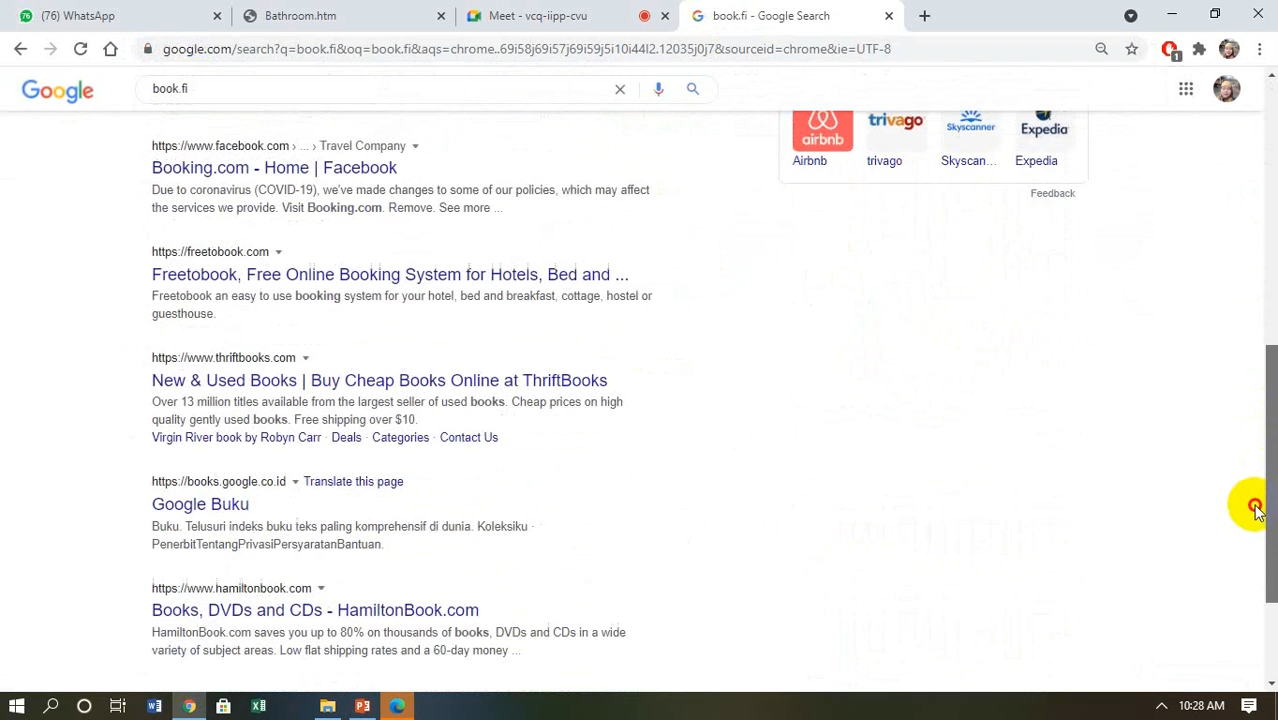 (76) WhatsApp
Bathroom.htm
Meet - vcq-iipp-cvu
book.fi - Google Search
google.com/search?q=book.fi&oq=book.fi&aqs=chrome..69i58j69i57j69i59j5i10i44l2.12035j0j7&sourceid=chrome&ie=UTF-8
1
Google
book.fi
airbnb
trivago
Skyscanner
Expedia
Airbnb
trivago
Skyscan...
Expedia
Feedback
https://www.facebook.com › ... › Travel Company
Booking.com - Home | Facebook
Due to coronavirus (COVID-19), we've made changes to some of our policies, which may affect
the services we provide. Visit Booking.com. Remove. See more ...
https://freetobook.com
Freetobook, Free Online Booking System for Hotels, Bed and ...
Freetobook an easy to use booking system for your hotel, bed and breakfast, cottage, hostel or
guesthouse.
https://www.thriftbooks.com
New & Used Books | Buy Cheap Books Online at ThriftBooks
Over 13 million titles available from the largest seller of used books. Cheap prices on high
quality gently used books. Free shipping over $10.
Virgin River book by Robyn Carr · Deals · Categories · Contact Us
https://books.google.co.id Translate this page
Google Buku
Buku. Telusuri indeks buku teks paling komprehensif di dunia. Koleksiku ·
PenerbitTentangPrivasiPersyaratanBantuan.
https://www.hamiltonbook.com
Books, DVDs and CDs - HamiltonBook.com
HamiltonBook.com saves you up to 80% on thousands of books, DVDs and CDs in a wide
variety of subject areas. Low flat shipping rates and a 60-day money ...
10:28 AM